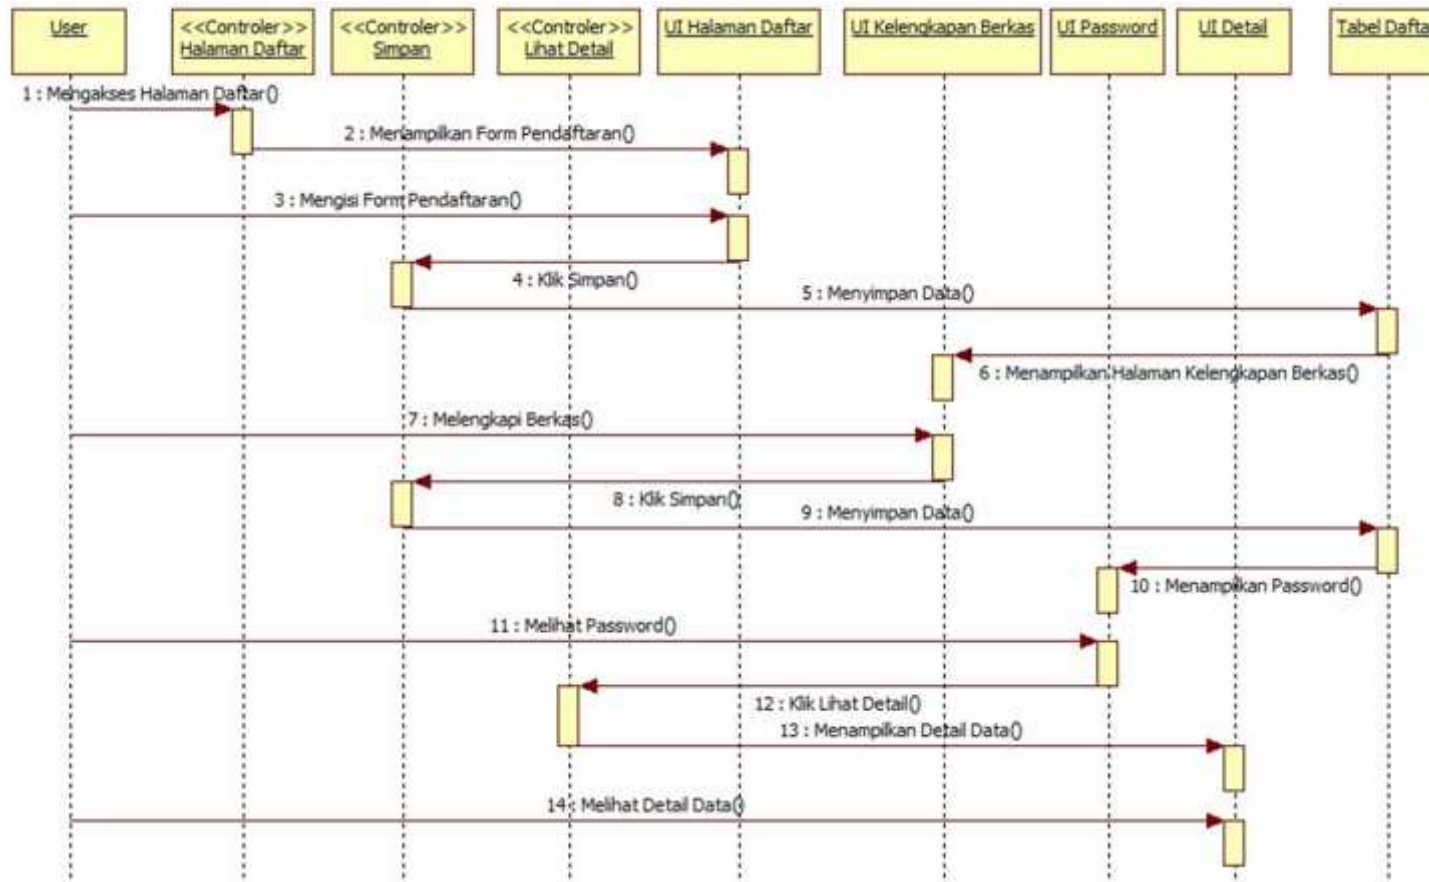 User
<<Controler>>
Halaman Daftar
<<Controler>>
Simpan
<<Controler>>
Lihat Detail
UI Halaman Daftar
UI Kelengkapan Berkas
UI Password
UI Detail
Tabel Dafta
1 : Mengakses Halaman Daftar()
2 : Menampilkan Form Pendaftaran()
3 : Mengisi Form Pendaftaran()
4 : Klik Simpan()
5 : Menyimpan Data()
6 : Menampilkan Halaman Kelengkapan Berkas()
7 : Melengkapi Berkas()
8 : Klik Simpan()
9 : Menyimpan Data()
10 : Menampilkan Password()
11 : Melihat Password()
12 : Klik Lihat Detail()
13 : Menampilkan Detail Data()
14 : Melihat Detail Data()